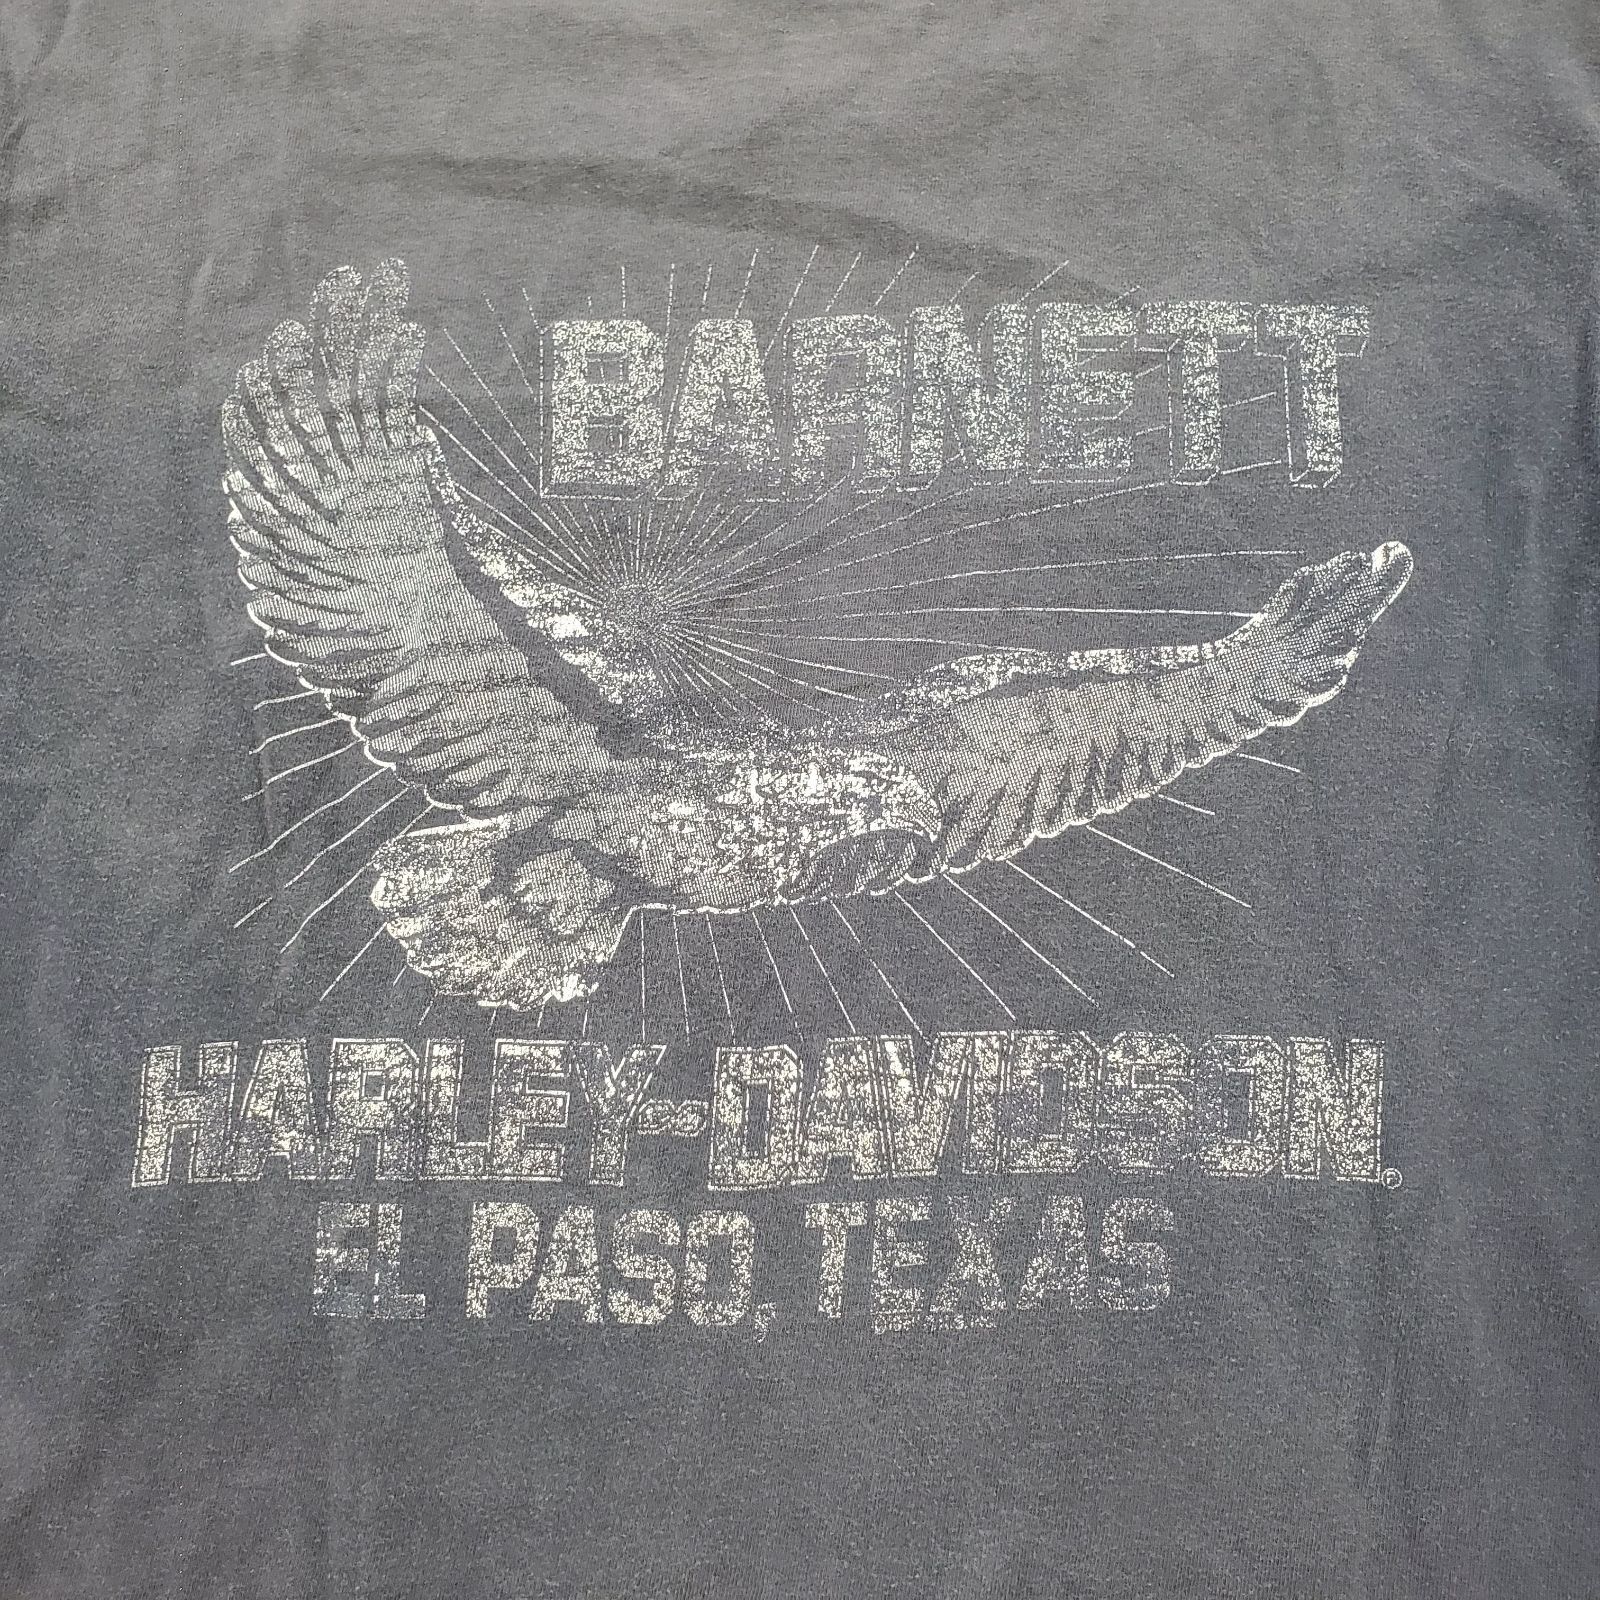 BARNETT
HARLEY-DAVIDSON®
EL PASO, TEXAS